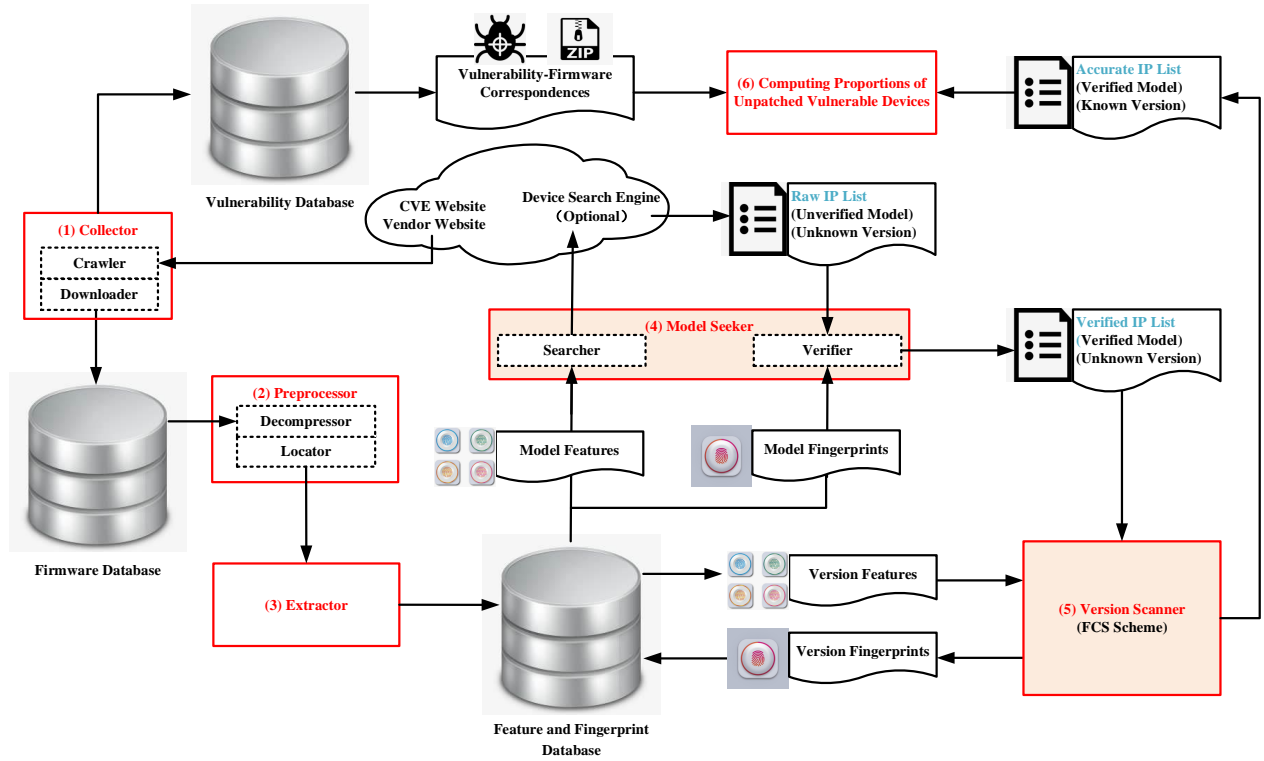 ZIP
Vulnerability-Firmware
Correspondences
(6) Computing Proportions of
Unpatched Vulnerable Devices
Accurate IP List
(Verified Model)
(Known Version)
Vulnerability Database
CVE Website
Vendor Website
Device Search Engine
（Optional）
Raw IP List
(Unverified Model)
(Unknown Version)
(1) Collector
Crawler
Downloader
(4) Model Seeker
Searcher
Verifier
Verified IP List
(Verified Model)
(Unknown Version)
(2) Preprocessor
Decompressor
Locator
Model Features
Model Fingerprints
Firmware Database
(3) Extractor
Version Features
(5) Version Scanner
(FCS Scheme)
Version Fingerprints
Feature and Fingerprint
Database